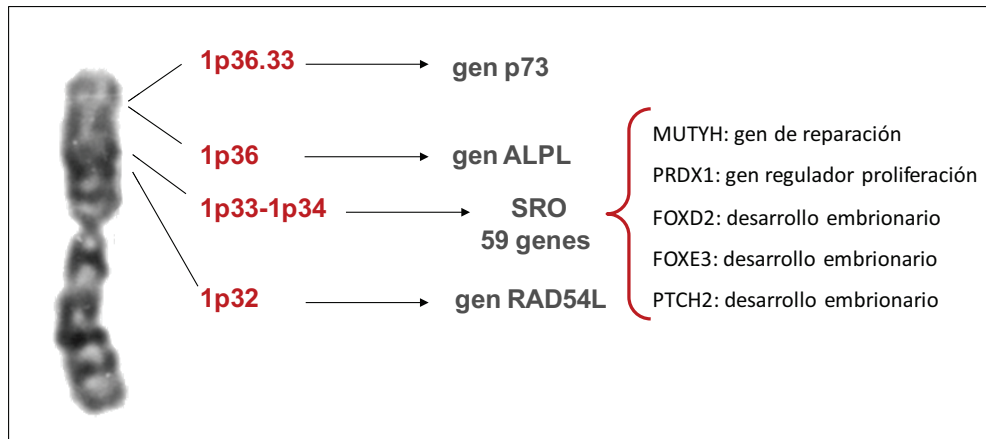 1p36.33
gen p73
1p36
gen ALPL
1p33-1p34
SRO
59 genes
1p32
gen RAD54L
MUTYH: gen de reparación
PRDX1: gen regulador proliferación
FOXD2: desarrollo embrionario
FOXE3: desarrollo embrionario
PTCH2: desarrollo embrionario